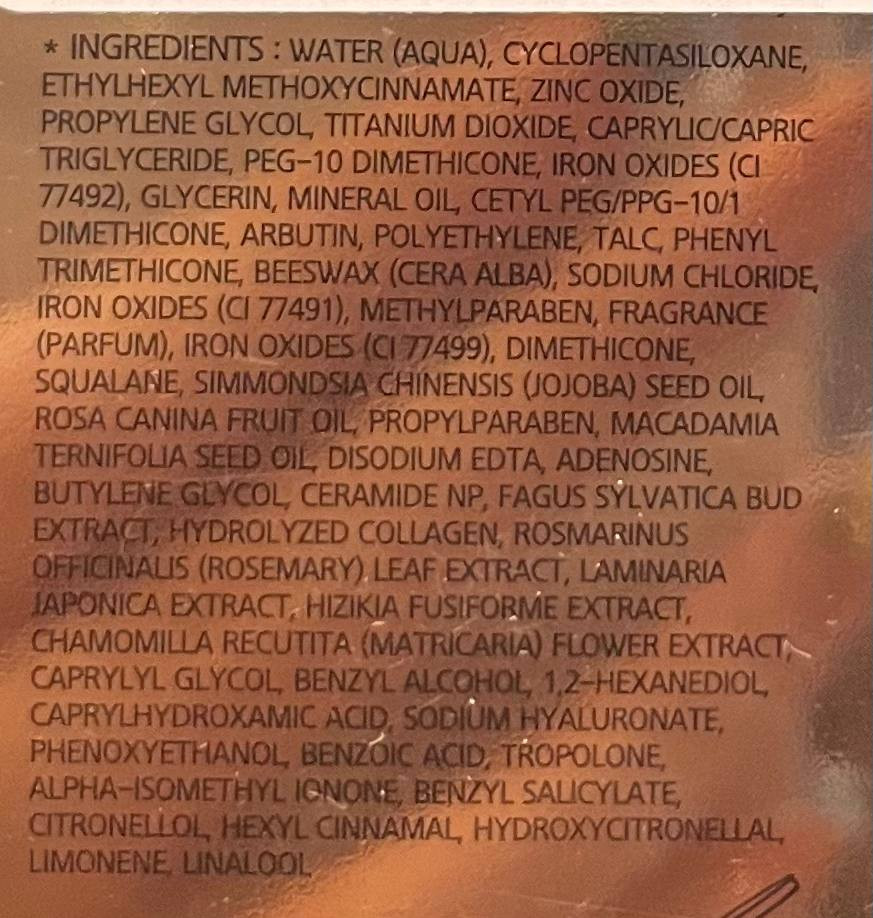 * INGREDIENTS : WATER (AQUA), CYCLOPENTASILOXANE,
ETHYLHEXYL METHOXYCINNAMATE, ZINC OXIDE,
PROPYLENE GLYCOL, TITANIUM DIOXIDE, CAPRYLIC/CAPRIC
TRIGLYCERIDE, PEG-10 DIMETHICONE, IRON OXIDES (CI
77492), GLYCERIN, MINERAL OIL, CETYL PEG/PPG-10/1
DIMETHICONE, ARBUTIN, POLYETHYLENE, TALC, PHENYL
TRIMETHICONE, BEESWAX (CERA ALBA), SODIUM CHLORIDE,
IRON OXIDES (CI 77491), METHYLPARABEN, FRAGRANCE
(PARFUM), IRON OXIDES (CI 77499), DIMETHICONE,
SQUALANE, SIMMONDSIA CHINENSIS (JOJOBA) SEED OIL,
ROSA CANINA FRUIT OIL, PROPYLPARABEN, MACADAMIA
TERNIFOLIA SEED OIL, DISODIUM EDTA, ADENOSINE,
BUTYLENE GLYCOL, CERAMIDE NP, FAGUS SYLVATICA BUD
EXTRACT, HYDROLYZED COLLAGEN, ROSMARINUS
OFFICINALIS (ROSEMARY) LEAF EXTRACT, LAMINARIA
JAPONICA EXTRACT, HIZIKIA FUSIFORME EXTRACT,
CHAMOMILLA RECUTITA (MATRICARIA) FLOWER EXTRACT,
CAPRYLYL GLYCOL, BENZYL ALCOHOL, 1,2-HEXANEDIOL,
CAPRYLHYDROXAMIC ACID, SODIUM HYALURONATE,
PHENOXYETHANOL, BENZOIC ACID, TROPOLONE,
ALPHA-ISOMETHYL IONONE, BENZYL SALICYLATE,
CITRONELLOL, HEXYL CINNAMAL, HYDROXYCITRONELLAL,
LIMONENE, LINALOOL